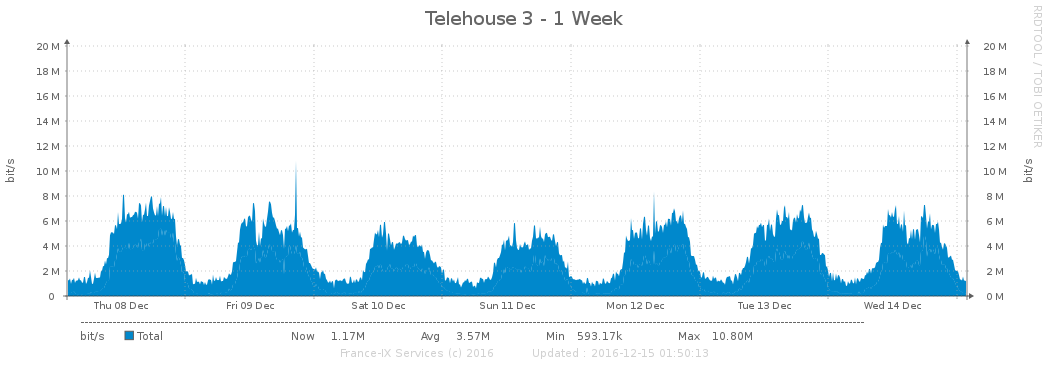 Telehouse 3 - 1 Week
RRDTOOL / TOBI OETIKER
bit/s
20 M
18 M
16 M
14 M
12 M
10 M
8 M
6 M
4 M
2 M
0
20 M
18 M
16 M
14 M
12 M
10 M
8 M
6 M
4 M
2 M
0 M
bit/s
Thu 08 Dec Fri 09 Dec Sat 10 Dec Sun 11 Dec Mon 12 Dec Tue 13 Dec Wed 14 Dec
bit/s Total Now 1.17M Avg 3.57M Min 593.17k Max 10.80M
France-IX Services (c) 2016 Updated : 2016-12-15 01:50:13